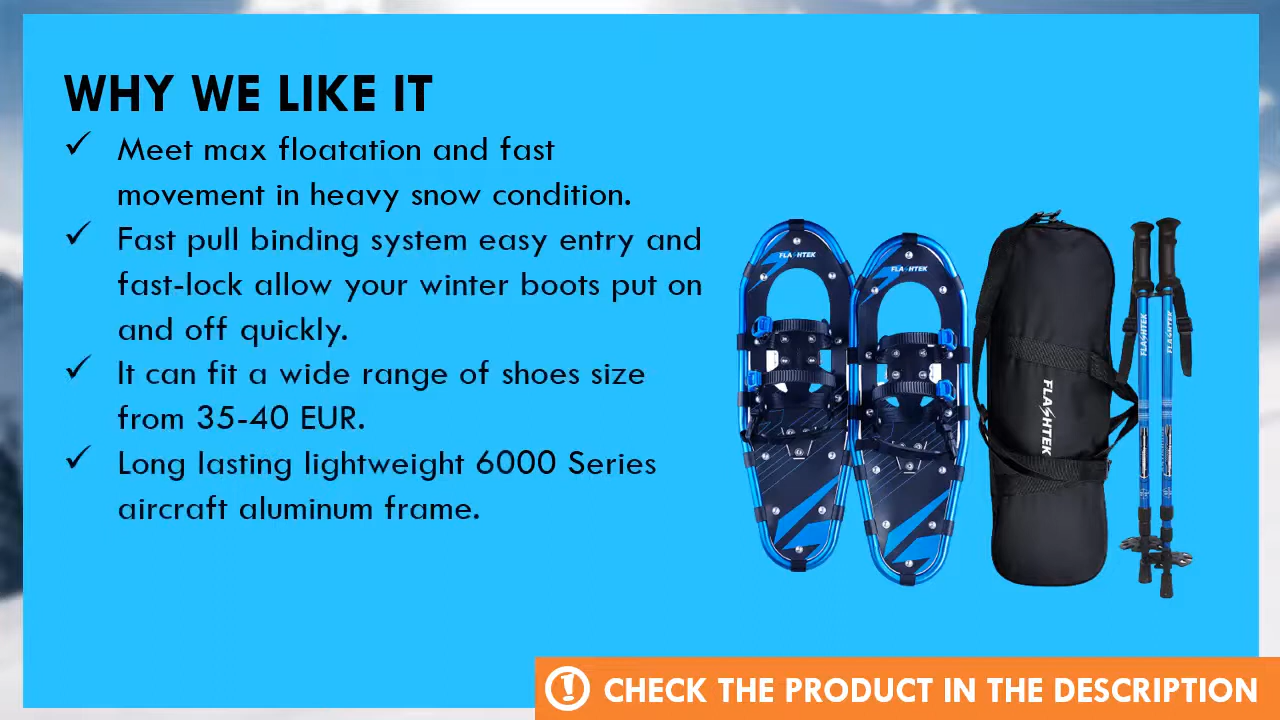 WHY WE LIKE IT
✓ Meet max floatation and fast
movement in heavy snow condition.
✓ Fast pull binding system easy entry and
fast-lock allow your winter boots put on
and off quickly.
✓ It can fit a wide range of shoes size
from 35-40 EUR.
✓ Long lasting lightweight 6000 Series
aircraft aluminum frame.
FLASHTEK
FLASHTEK
FLASHTEK
FLASHTEK
FLASHTEK
CHECK THE PRODUCT IN THE DESCRIPTION